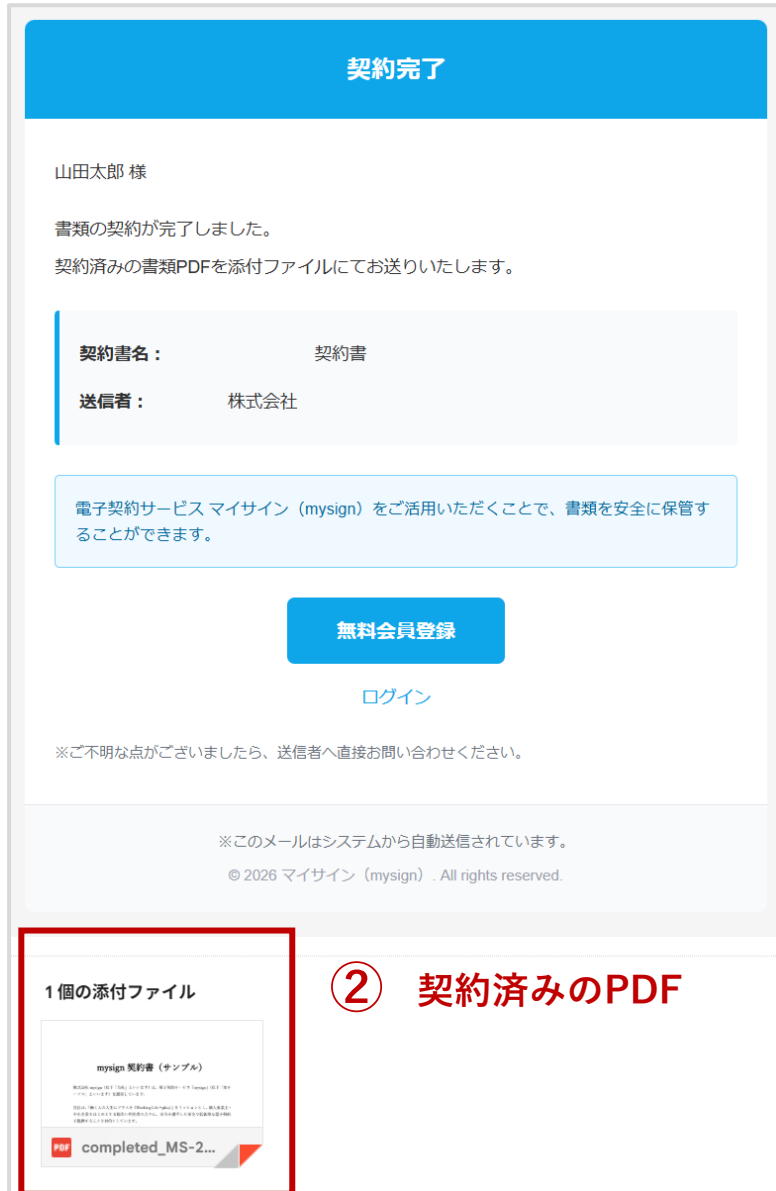 契約完了
山田太郎 様
書類の契約が完了しました。
契約済みの書類PDFを添付ファイルにてお送りいたします。
契約書名： 契約書
送信者： 株式会社
電子契約サービス マイサイン（mysign）をご活用いただくことで、書類を安全に保管す
ることができます。
無料会員登録
ログイン
※ご不明な点がございましたら、送信者へ直接お問い合わせください。
※このメールはシステムから自動送信されています。
© 2026 マイサイン（mysign）. All rights reserved.
1個の添付ファイル
② 契約済みのPDF
mysign 契約書（サンプル）
PDF completed_MS-2...